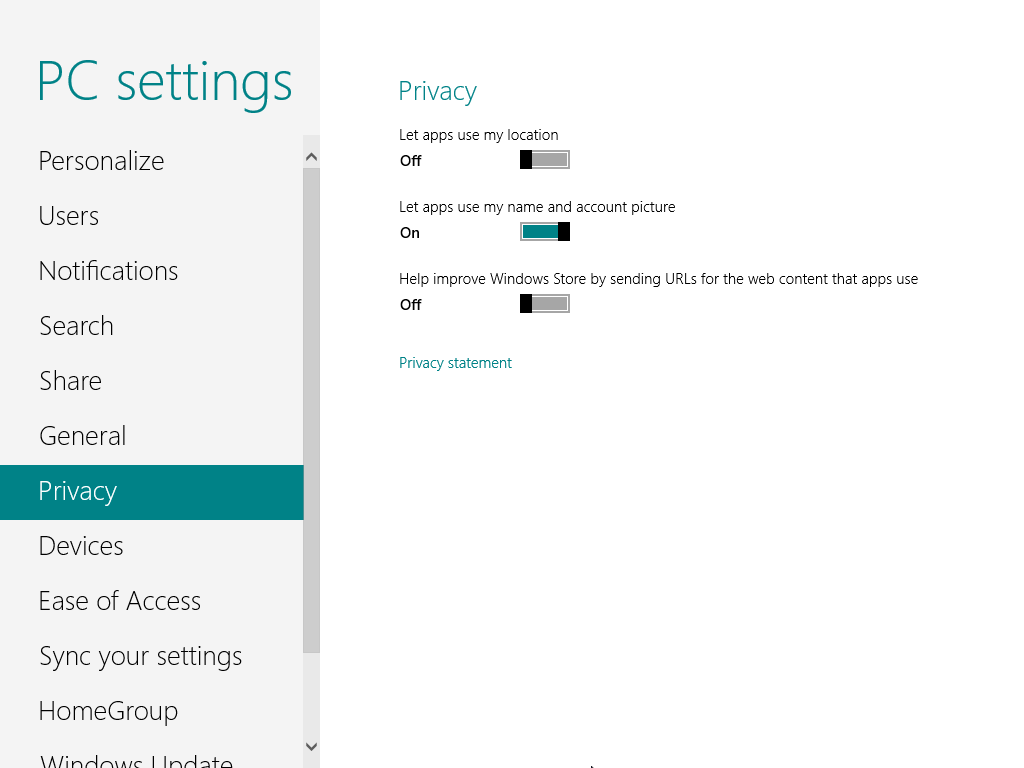 PC settings
Personalize
Users
Notifications
Search
Share
General
Privacy
Devices
Ease of Access
Sync your settings
HomeGroup
Windows Update
Privacy
Let apps use my location
Off
Let apps use my name and account picture
On
Help improve Windows Store by sending URLs for the web content that apps use
Off
Privacy statement